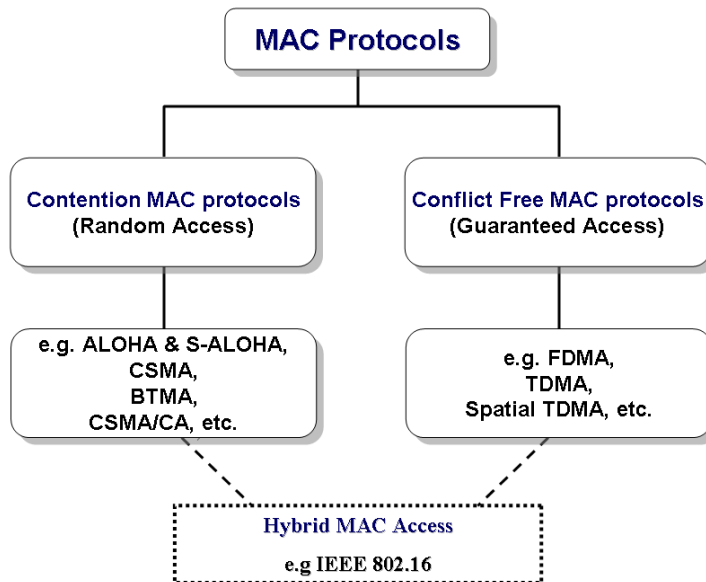 MAC Protocols
Contention MAC protocols
(Random Access)
Conflict Free MAC protocols
(Guaranteed Access)
e.g. ALOHA & S-ALOHA,
CSMA,
BTMA,
CSMA/CA, etc.
e.g. FDMA,
TDMA,
Spatial TDMA, etc.
Hybrid MAC Access
e.g IEEE 802.16